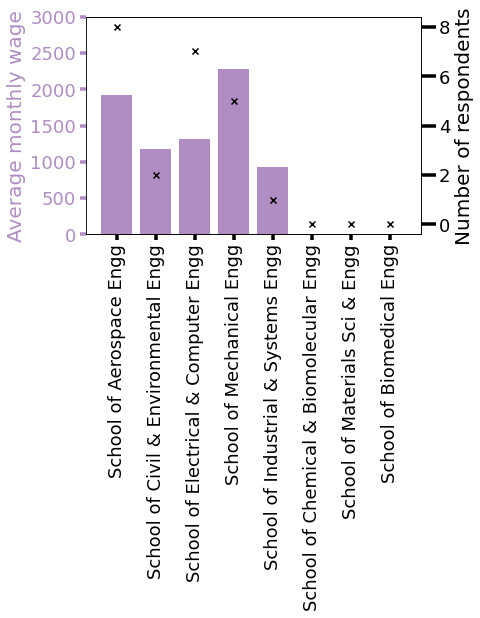 Average monthly wage
3000
2500
2000
1500
1000
500
0
8
6
4
2
0
Number of respondents
School of Aerospace Engg
School of Civil & Environmental Engg
School of Electrical & Computer Engg
School of Mechanical Engg
School of Industrial & Systems Engg
School of Chemical & Biomolecular Engg
School of Materials Sci & Engg
School of Biomedical Engg